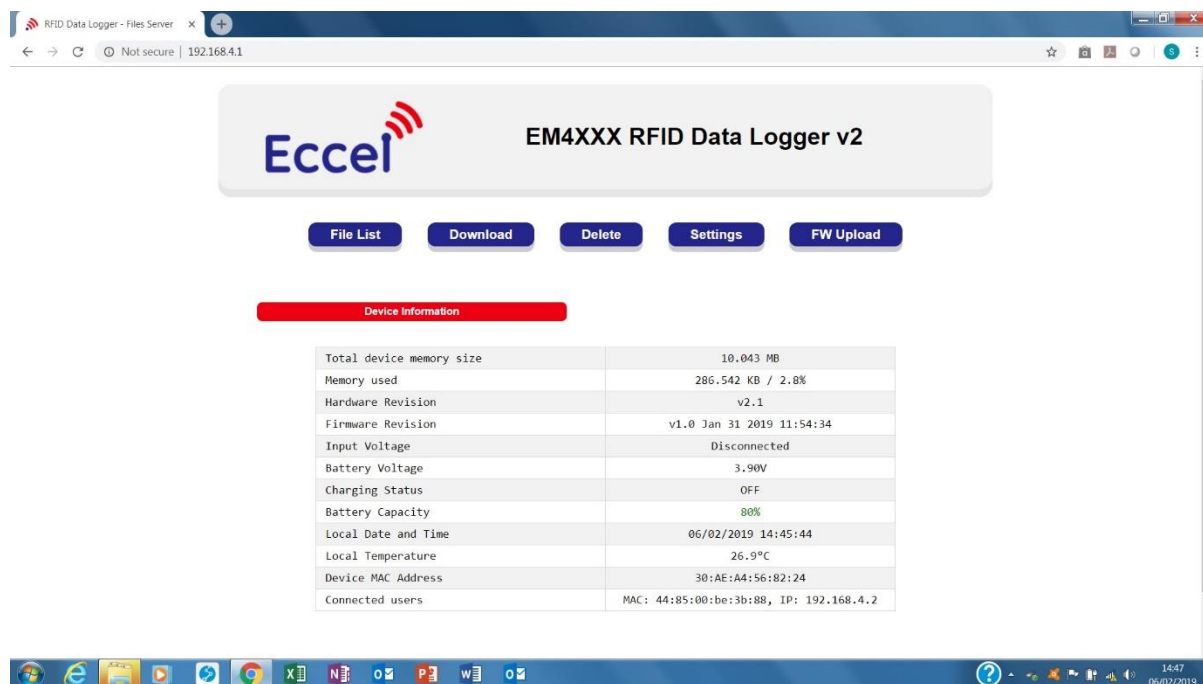 RFID Data Logger - Files Server
Not secure | 192.168.4.1
Eccel
EM4XXX RFID Data Logger v2
File List Download Delete Settings FW Upload
Device Information
Total device memory size 10.043 MB
Memory used 286.542 KB / 2.8%
Hardware Revision v2.1
Firmware Revision v1.0 Jan 31 2019 11:54:34
Input Voltage Disconnected
Battery Voltage 3.90V
Charging Status OFF
Battery Capacity 80%
Local Date and Time 06/02/2019 14:45:44
Local Temperature 26.9°C
Device MAC Address 30:AE:A4:56:82:24
Connected users MAC: 44:85:00:be:3b:88, IP: 192.168.4.2
14:47
06/02/2019